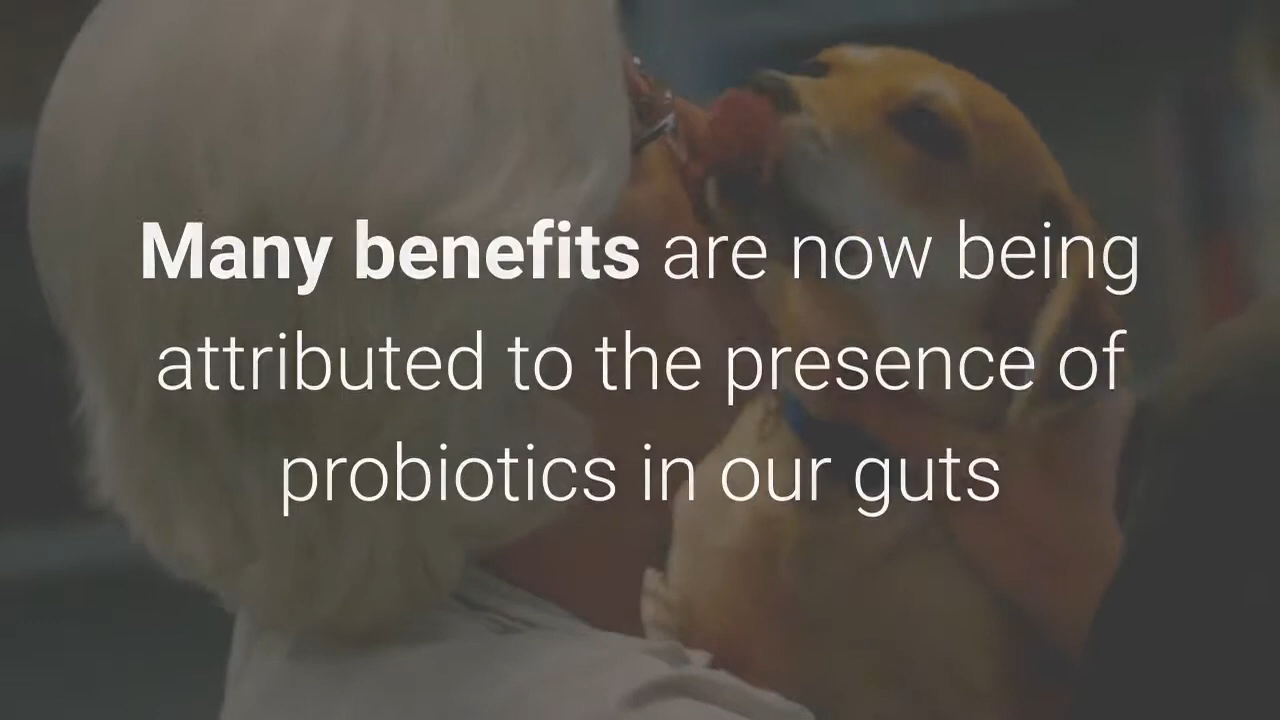 Many benefits are now being
attributed to the presence of
probiotics in our guts